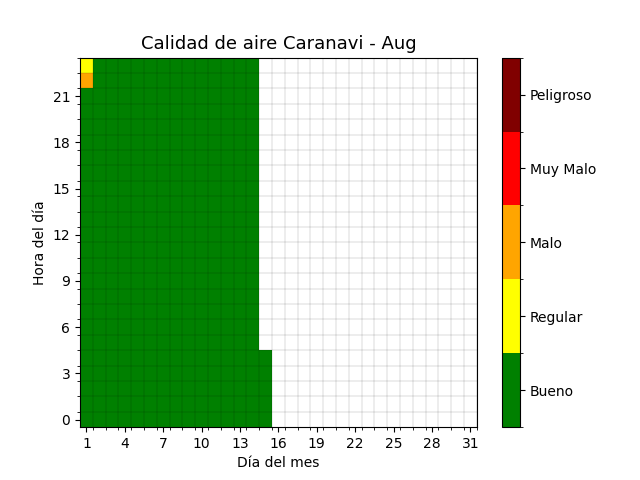 Calidad de aire Caranavi - Aug
Hora del día
21
18
15
12
9
6
3
0
1 4 7 10 13 16 19 22 25 28 31
Día del mes
Peligroso
Muy Malo
Malo
Regular
Bueno